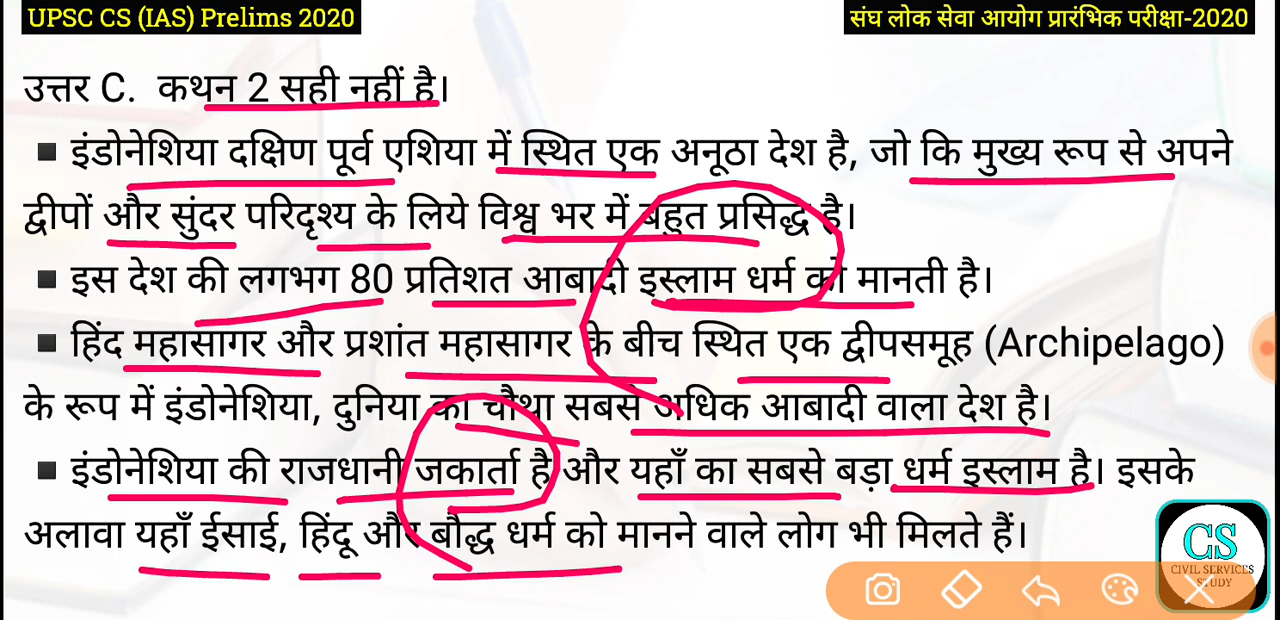 UPSC CS (IAS) Prelims 2020
संघ लोक सेवा आयोग प्रारंभिक परीक्षा-2020
उत्तर C. कथन 2 सही नहीं है।
▪ इंडोनेशिया दक्षिण पूर्व एशिया में स्थित एक अनूठा देश है, जो कि मुख्य रूप से अपने
द्वीपों और सुंदर परिदृश्य के लिये विश्व भर में बहुत प्रसिद्ध है।
▪ इस देश की लगभग 80 प्रतिशत आबादी इस्लाम धर्म को मानती है।
▪ हिंद महासागर और प्रशांत महासागर के बीच स्थित एक द्वीपसमूह (Archipelago)
के रूप में इंडोनेशिया, दुनिया का चौथा सबसे अधिक आबादी वाला देश है।
▪ इंडोनेशिया की राजधानी जकार्ता है और यहाँ का सबसे बड़ा धर्म इस्लाम है। इसके
अलावा यहाँ ईसाई, हिंदू और बौद्ध धर्म को मानने वाले लोग भी मिलते हैं।
CS
CIVIL SERVICES
STUDY